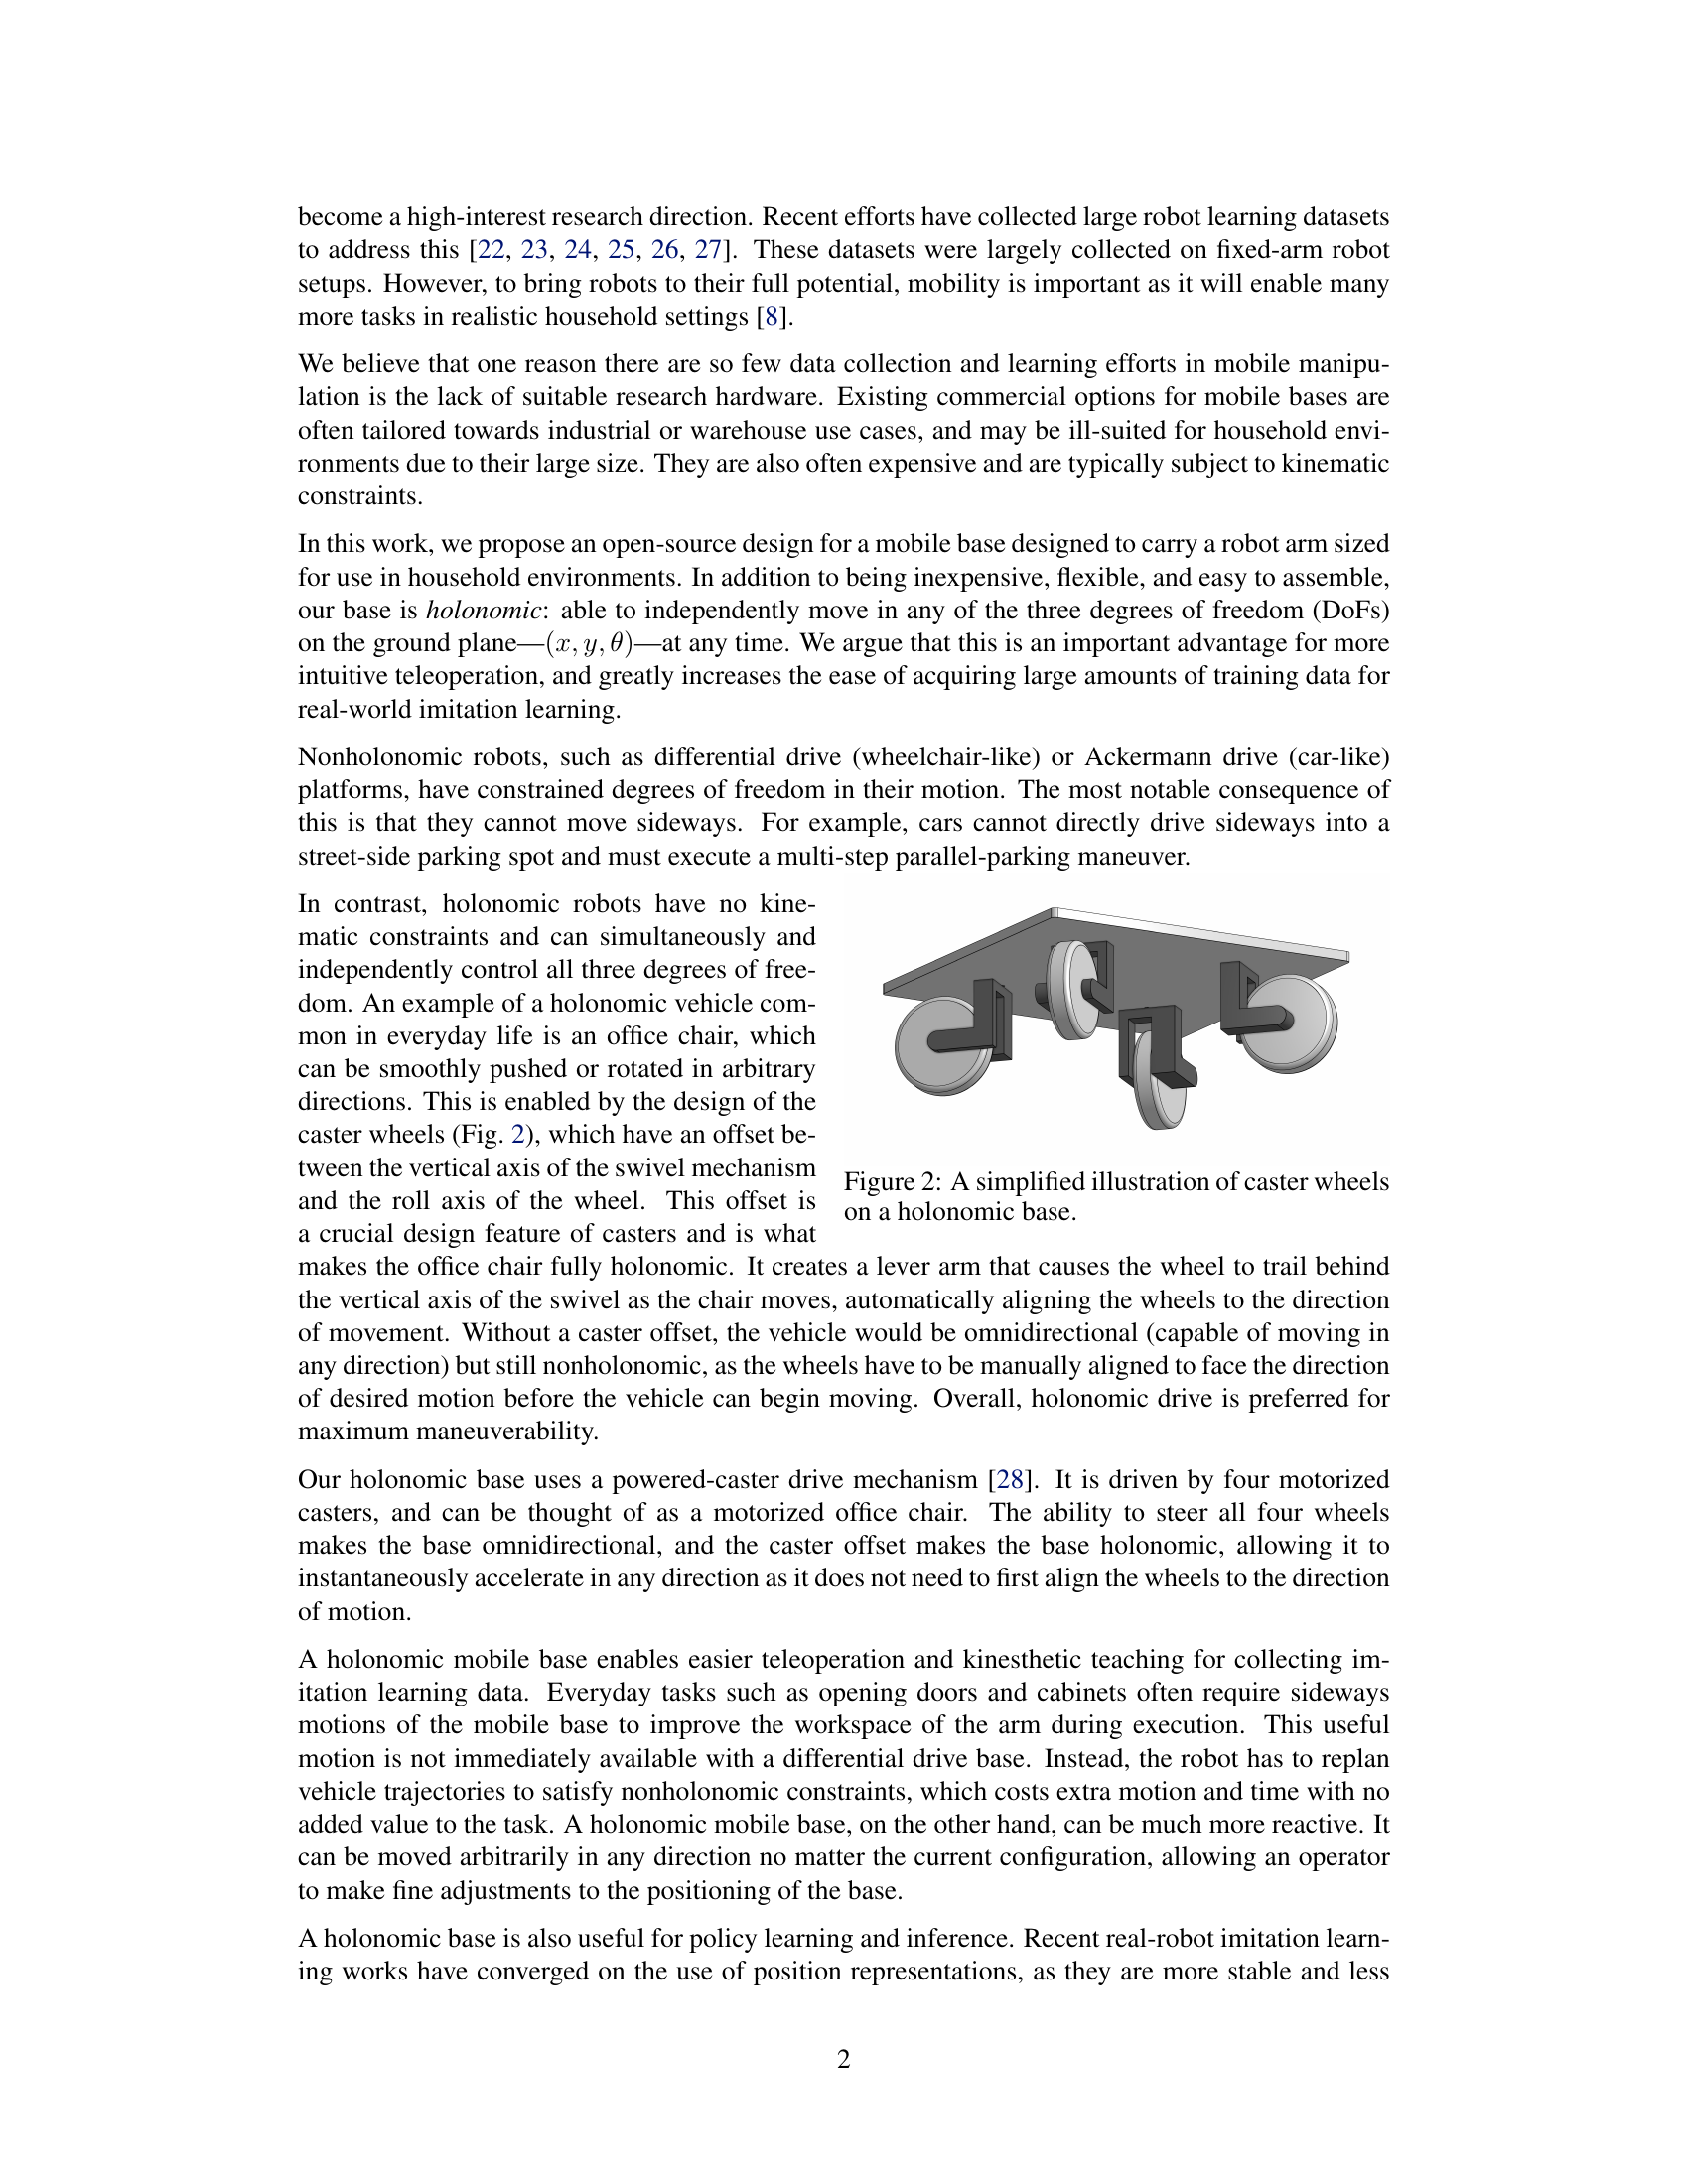 become a high-interest research direction. Recent efforts have collected large robot learning datasets
to address this [22, 23, 24, 25, 26, 27]. These datasets were largely collected on fixed-arm robot
setups. However, to bring robots to their full potential, mobility is important as it will enable many
more tasks in realistic household settings [8].
We believe that one reason there are so few data collection and learning efforts in mobile manipu-
lation is the lack of suitable research hardware. Existing commercial options for mobile bases are
often tailored towards industrial or warehouse use cases, and may be ill-suited for household envi-
ronments due to their large size. They are also often expensive and are typically subject to kinematic
constraints.
In this work, we propose an open-source design for a mobile base designed to carry a robot arm sized
for use in household environments. In addition to being inexpensive, flexible, and easy to assemble,
our base is holonomic: able to independently move in any of the three degrees of freedom (DoFs)
on the ground plane—(x, y, θ)—at any time. We argue that this is an important advantage for more
intuitive teleoperation, and greatly increases the ease of acquiring large amounts of training data for
real-world imitation learning.
Nonholonomic robots, such as differential drive (wheelchair-like) or Ackermann drive (car-like)
platforms, have constrained degrees of freedom in their motion. The most notable consequence of
this is that they cannot move sideways. For example, cars cannot directly drive sideways into a
street-side parking spot and must execute a multi-step parallel-parking maneuver.
In contrast, holonomic robots have no kine-
matic constraints and can simultaneously and
independently control all three degrees of free-
dom. An example of a holonomic vehicle com-
mon in everyday life is an office chair, which
can be smoothly pushed or rotated in arbitrary
directions. This is enabled by the design of the
caster wheels (Fig. 2), which have an offset be-
tween the vertical axis of the swivel mechanism
and the roll axis of the wheel. This offset is
a crucial design feature of casters and is what
Figure 2: A simplified illustration of caster wheels
on a holonomic base.
makes the office chair fully holonomic. It creates a lever arm that causes the wheel to trail behind
the vertical axis of the swivel as the chair moves, automatically aligning the wheels to the direction
of movement. Without a caster offset, the vehicle would be omnidirectional (capable of moving in
any direction) but still nonholonomic, as the wheels have to be manually aligned to face the direction
of desired motion before the vehicle can begin moving. Overall, holonomic drive is preferred for
maximum maneuverability.
Our holonomic base uses a powered-caster drive mechanism [28]. It is driven by four motorized
casters, and can be thought of as a motorized office chair. The ability to steer all four wheels
makes the base omnidirectional, and the caster offset makes the base holonomic, allowing it to
instantaneously accelerate in any direction as it does not need to first align the wheels to the direction
of motion.
A holonomic mobile base enables easier teleoperation and kinesthetic teaching for collecting im-
itation learning data. Everyday tasks such as opening doors and cabinets often require sideways
motions of the mobile base to improve the workspace of the arm during execution. This useful
motion is not immediately available with a differential drive base. Instead, the robot has to replan
vehicle trajectories to satisfy nonholonomic constraints, which costs extra motion and time with no
added value to the task. A holonomic mobile base, on the other hand, can be much more reactive. It
can be moved arbitrarily in any direction no matter the current configuration, allowing an operator
to make fine adjustments to the positioning of the base.
A holonomic base is also useful for policy learning and inference. Recent real-robot imitation learn-
ing works have converged on the use of position representations, as they are more stable and less
2